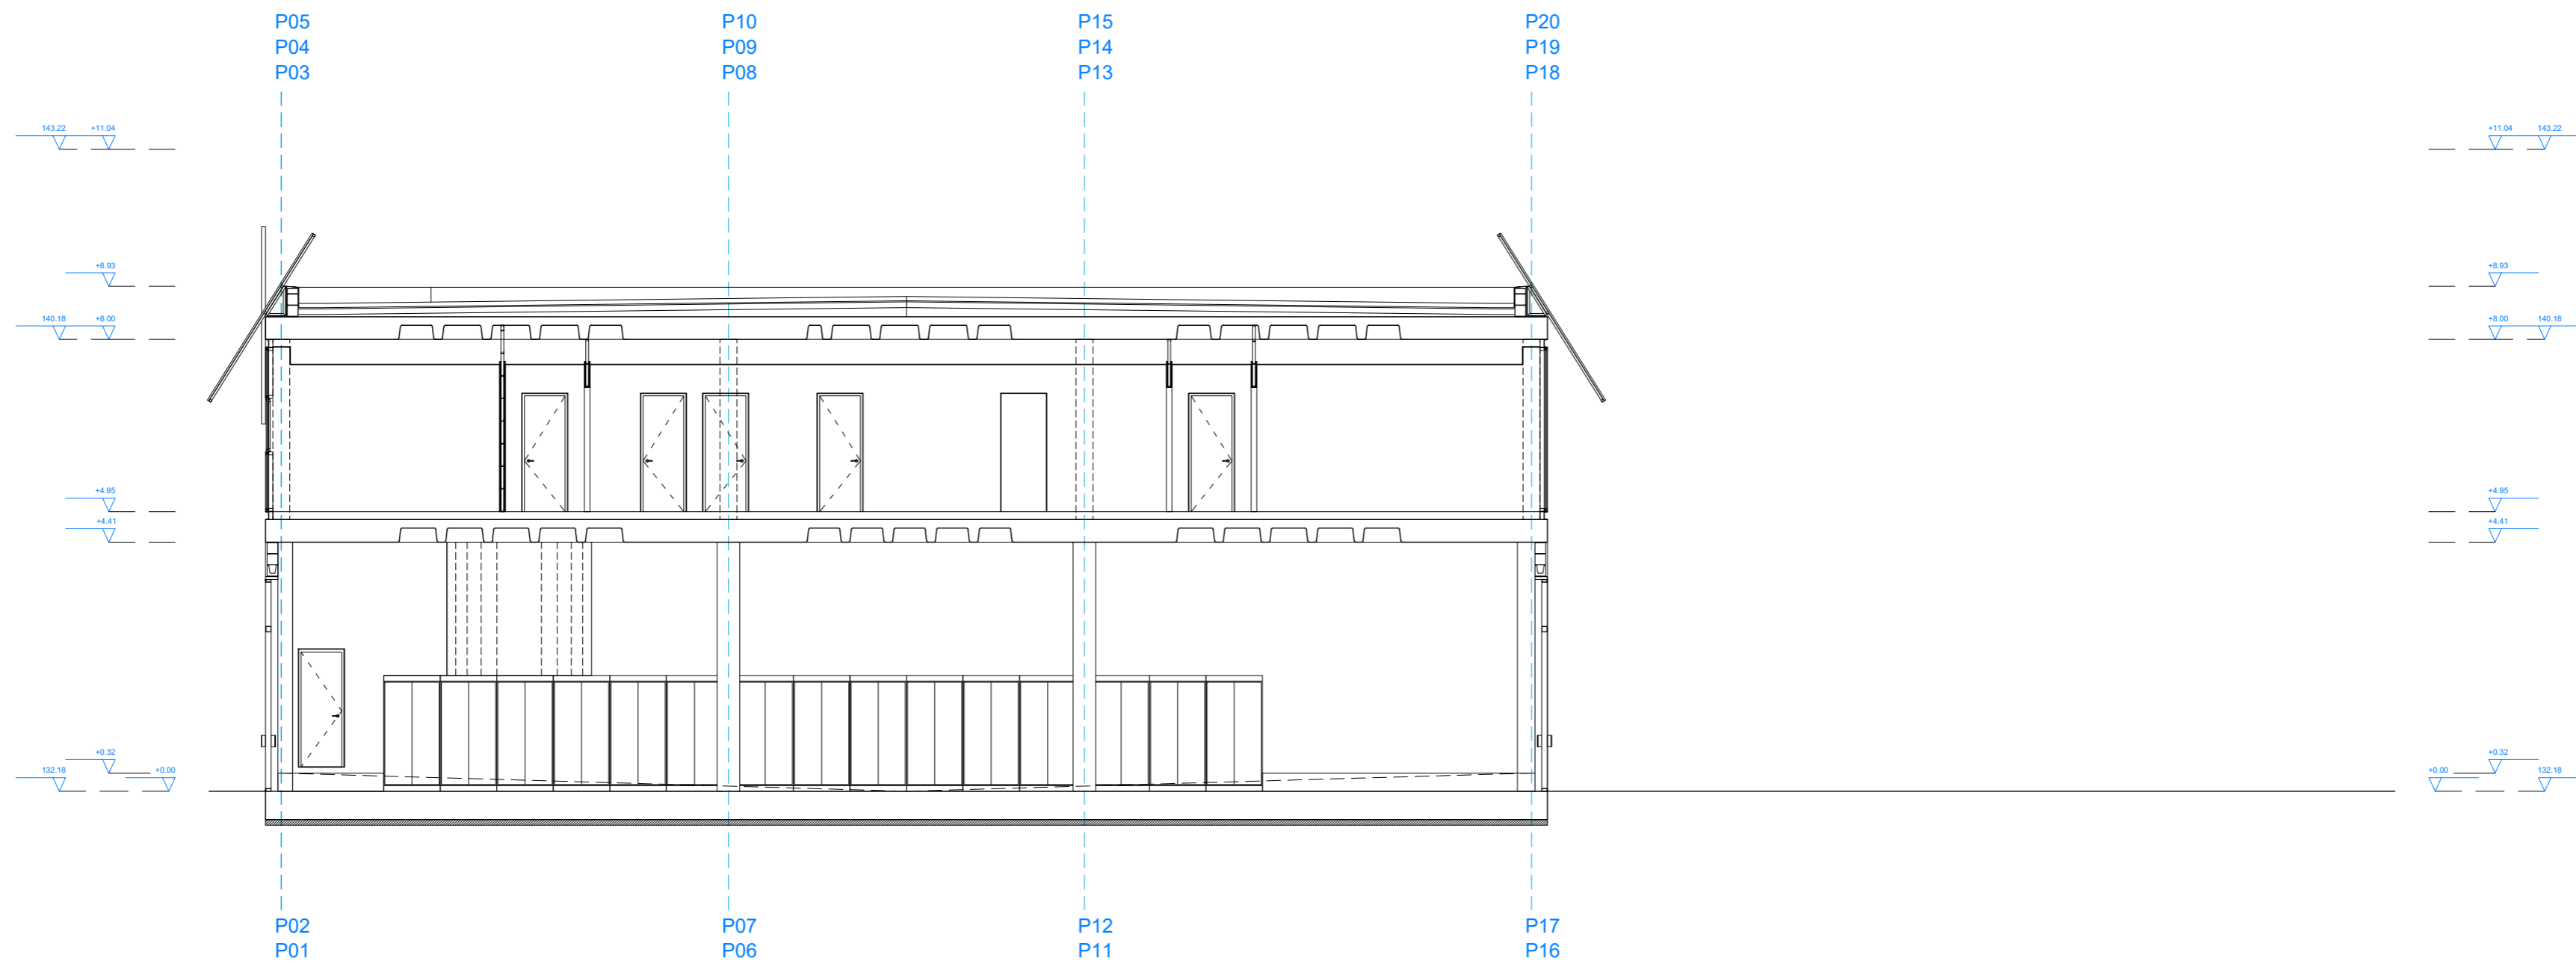 P05 P10 P15 P20
P04 P09 P14 P19
P03 P08 P13 P18
143.22 +11.04 +11.04 143.22
+8.93 +8.93
140.18 +8.00 +8.00 140.18
+4.95 +4.95
+4.41 +4.41
+0.32 +0.32
132.18 +0.00 +0.00 132.18
P02 P07 P12 P17
P01 P06 P11 P16